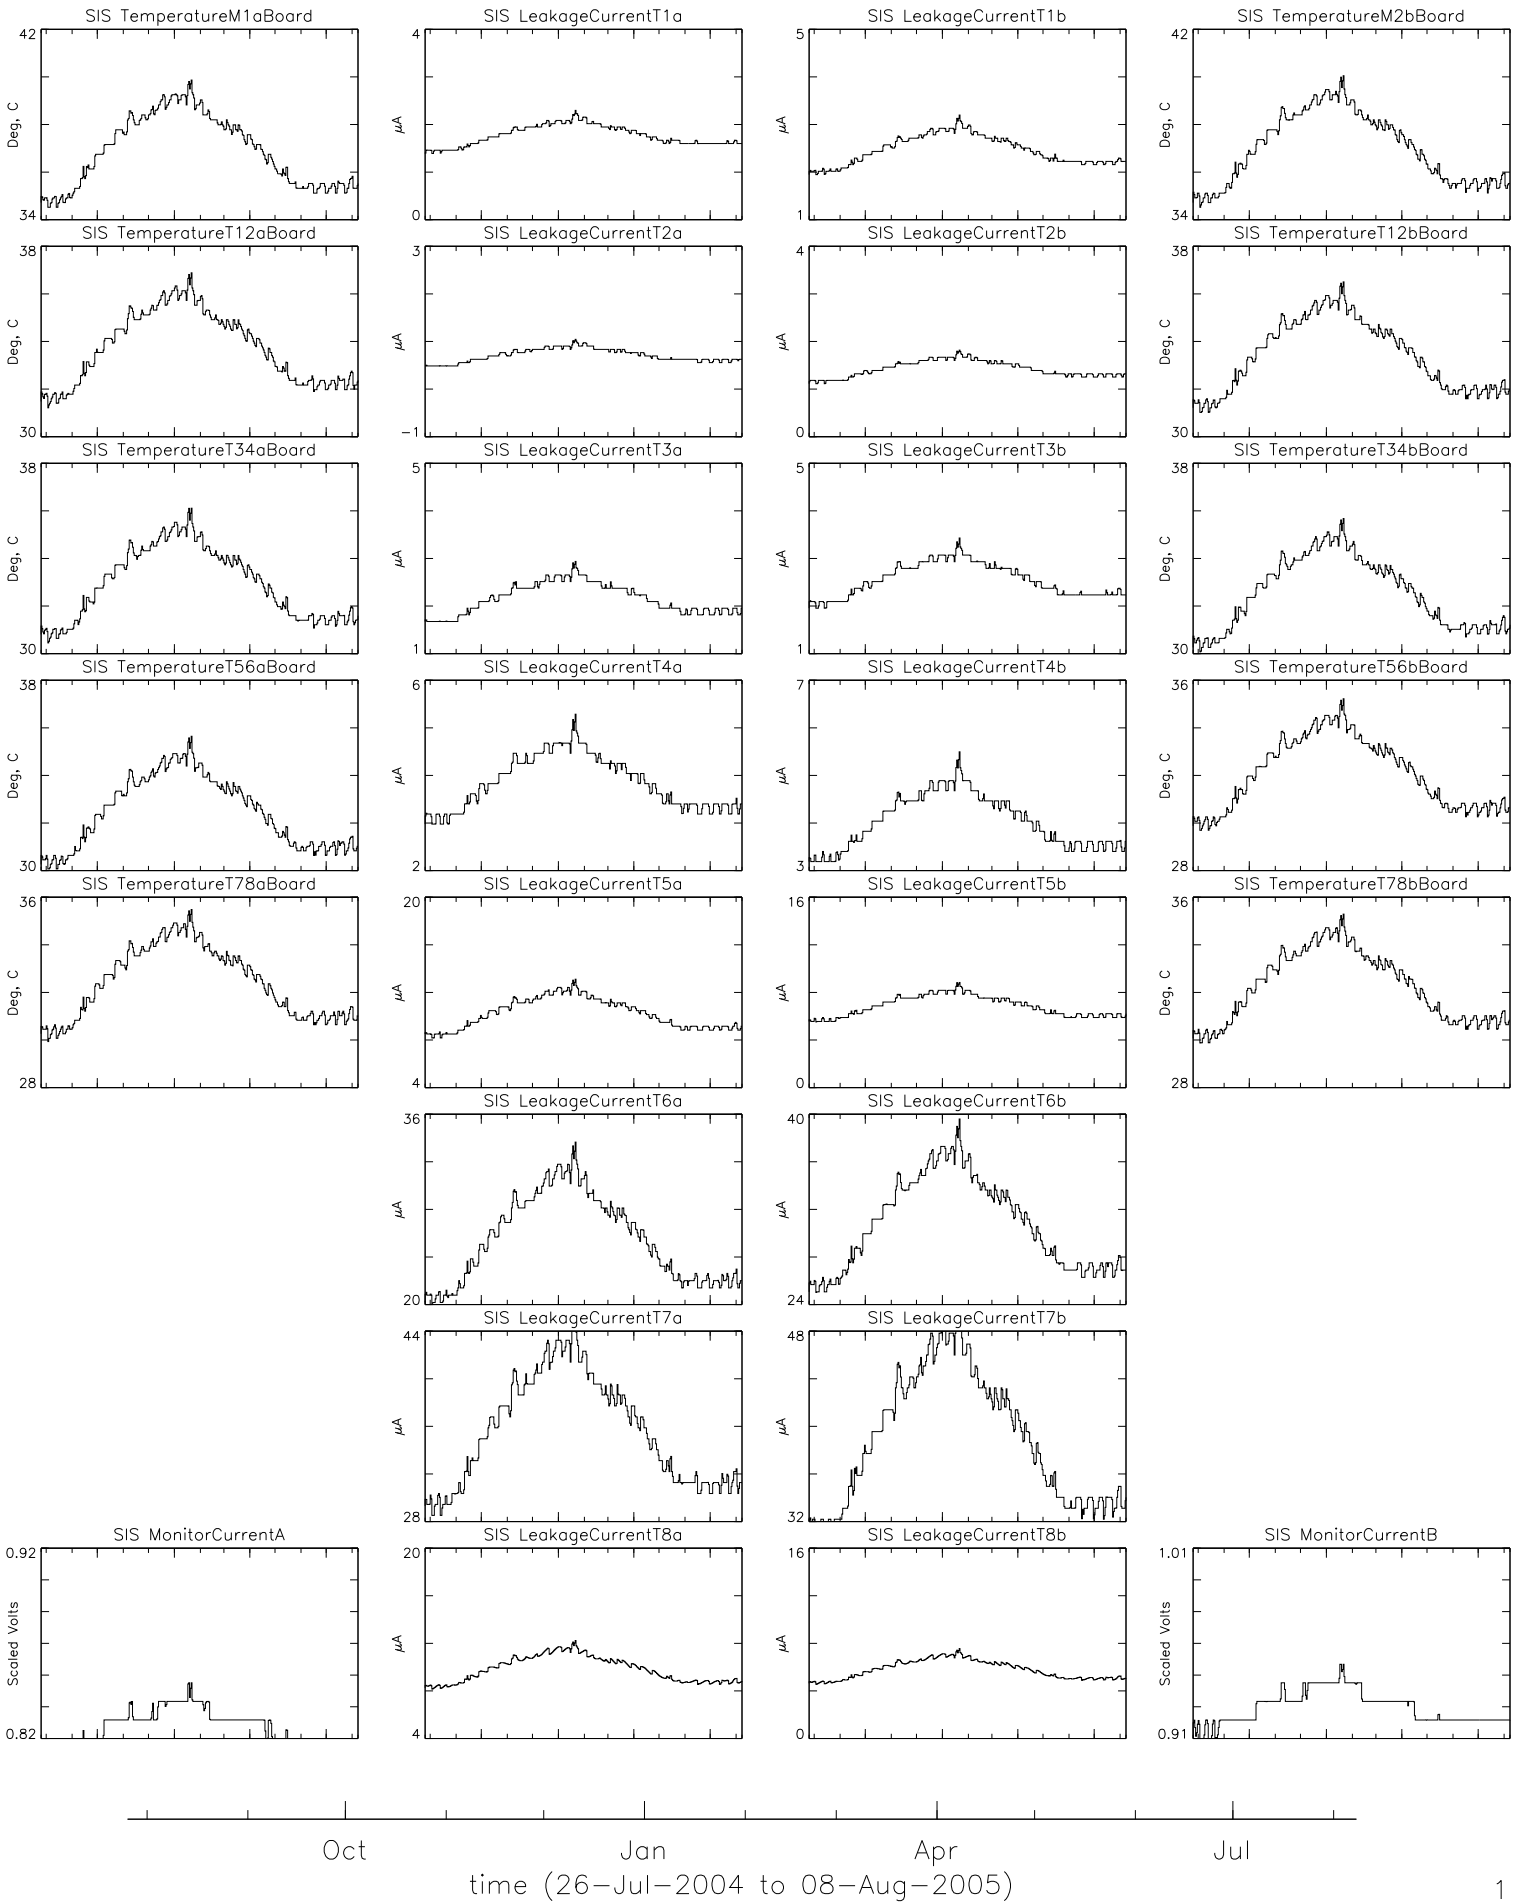 SIS TemperatureM1aBoard
SIS LeakageCurrentT1a
SIS LeakageCurrentT1b
SIS TemperatureM2bBoard
42
34
Deg, C
4
0
μA
5
1
μA
42
34
Deg, C
SIS TemperatureT12aBoard
SIS LeakageCurrentT2a
SIS LeakageCurrentT2b
SIS TemperatureT12bBoard
38
30
Deg, C
3
−1
μA
4
0
μA
38
30
Deg, C
SIS TemperatureT34aBoard
SIS LeakageCurrentT3a
SIS LeakageCurrentT3b
SIS TemperatureT34bBoard
38
30
Deg, C
5
1
μA
5
1
μA
38
30
Deg, C
SIS TemperatureT56aBoard
SIS LeakageCurrentT4a
SIS LeakageCurrentT4b
SIS TemperatureT56bBoard
38
30
Deg, C
6
2
μA
7
3
μA
36
28
Deg, C
SIS TemperatureT78aBoard
SIS LeakageCurrentT5a
SIS LeakageCurrentT5b
SIS TemperatureT78bBoard
36
28
Deg, C
20
4
μA
16
0
μA
36
28
Deg, C
SIS LeakageCurrentT6a
SIS LeakageCurrentT6b
36
20
μA
40
24
μA
SIS LeakageCurrentT7a
SIS LeakageCurrentT7b
44
28
μA
48
32
μA
SIS MonitorCurrentA
SIS LeakageCurrentT8a
SIS LeakageCurrentT8b
SIS MonitorCurrentB
0.92
0.82
Scaled Volts
20
4
μA
16
0
μA
1.01
0.91
Scaled Volts
Oct
Jan
Apr
Jul
time (26−Jul−2004 to 08−Aug−2005)
1